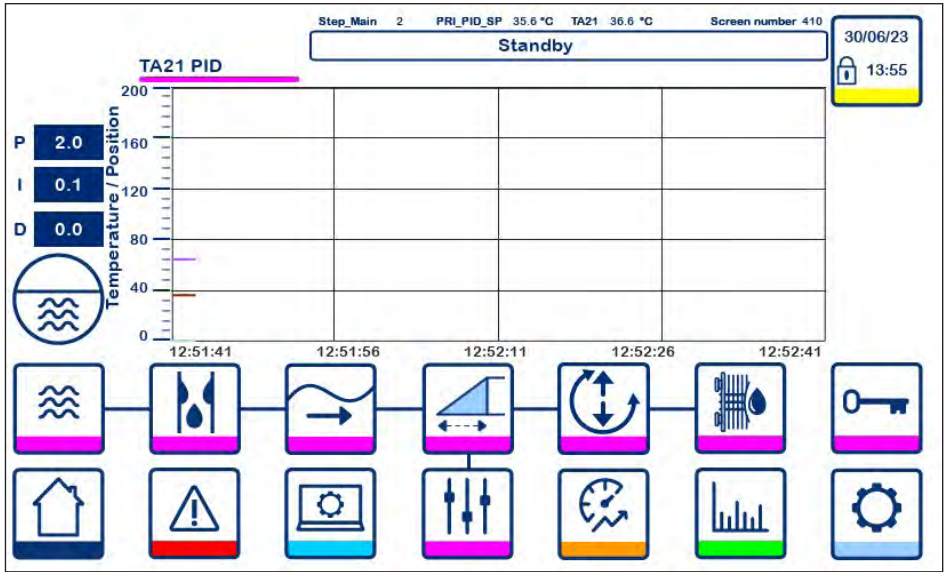 Step_Main 2 PRI_PID_SP 35.6 °C TA21 36.6 °C Screen number 410
Standby
30/06/23
13:55
TA21 PID
P 2.0
I 0.1
D 0.0
Temperature / Position
200
160
120
80
40
0
12:51:41 12:51:56 12:52:11 12:52:26 12:52:41